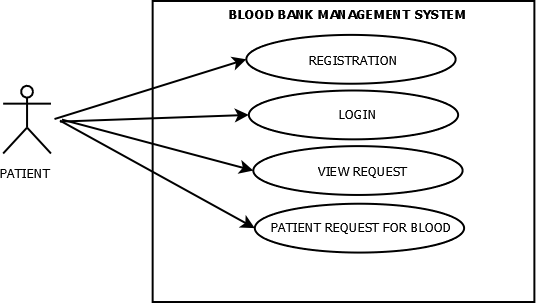 BLOOD BANK MANAGEMENT SYSTEM
REGISTRATION
LOGIN
VIEW REQUEST
PATIENT REQUEST FOR BLOOD
PATIENT